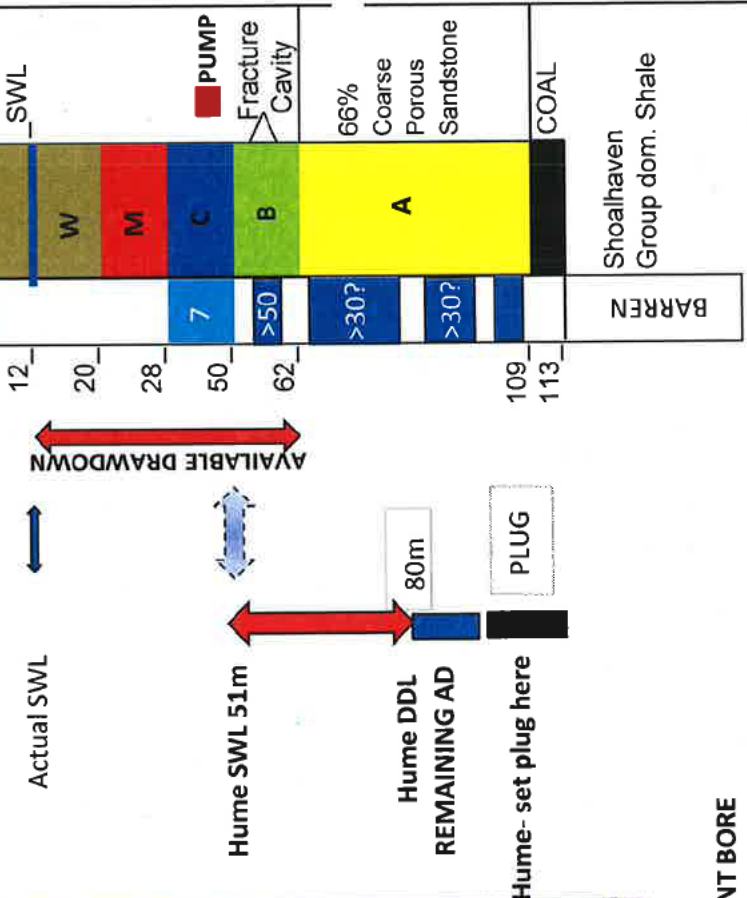 SWL
12
W
20
M
PUMP
28
7
C
50
Fracture
Cavity
>50
B
62
66%
Coarse
Porous
Sandstone
>30?
A
>30?
109
COAL
113
BARREN
Shoalhaven
Group dom. Shale
AVAILABLE DRAWDOWN
Actual SWL
Hume SWL 51m
80m
Hume DDL
REMAINING AD
PLUG
Hume- set plug here
NT BORE